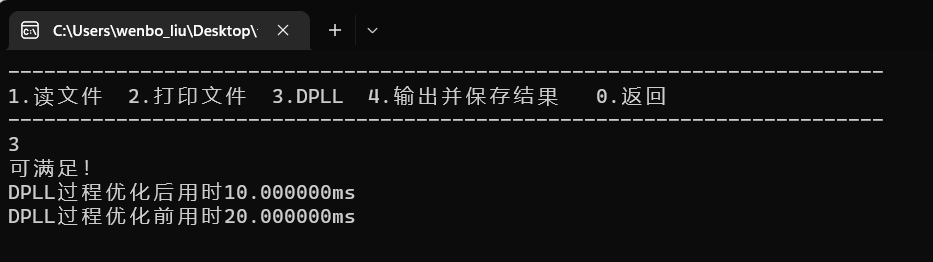 C:\Users\wenbo_liu\Desktop\
------------------------------------------------------------------------
1.读文件  2.打印文件  3.DPLL  4.输出并保存结果   0.返回
------------------------------------------------------------------------
3
可满足!
DPLL过程优化后用时10.000000ms
DPLL过程优化前用时20.000000ms